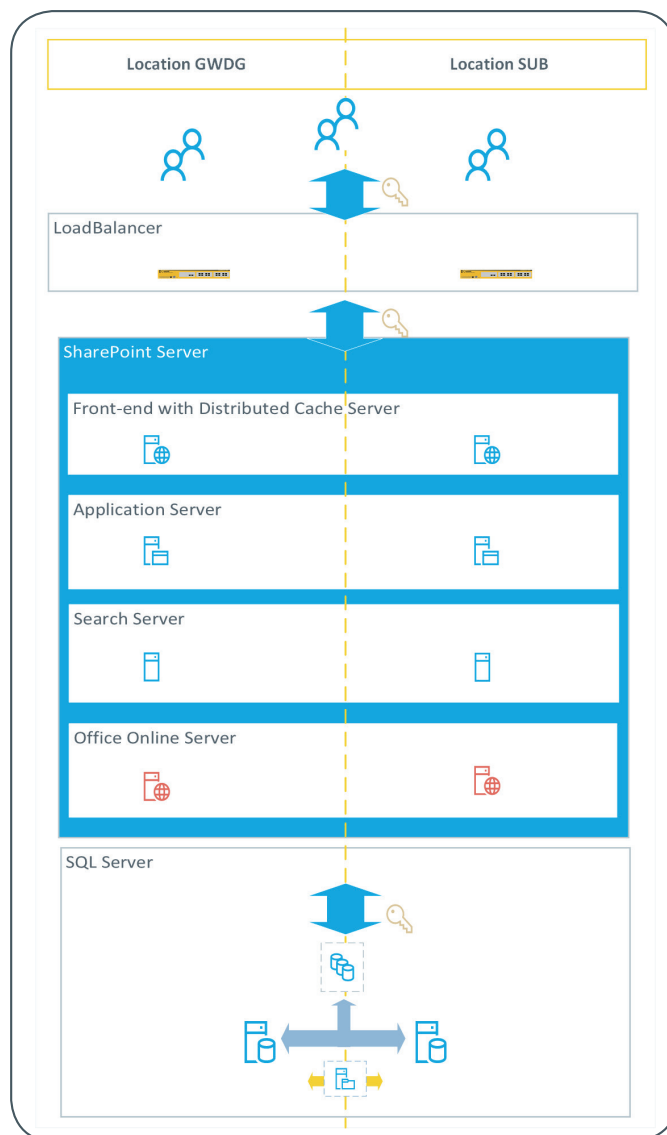 Location GWDG
Location SUB
LoadBalancer
SharePoint Server
Front-end with Distributed Cache Server
Application Server
Search Server
Office Online Server
SQL Server